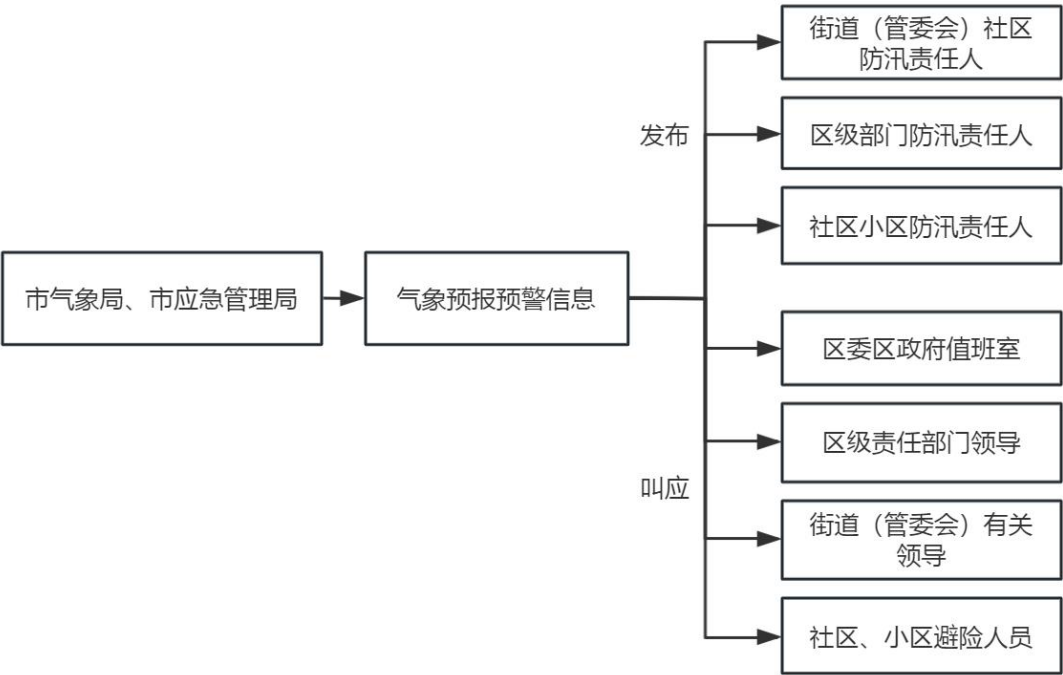 街道（管委会）社区
防汛责任人
发布
区级部门防汛责任人
社区小区防汛责任人
市气象局、市应急管理局
气象预报预警信息
区委区政府值班室
区级责任部门领导
叫应
街道（管委会）有关
领导
社区、小区避险人员